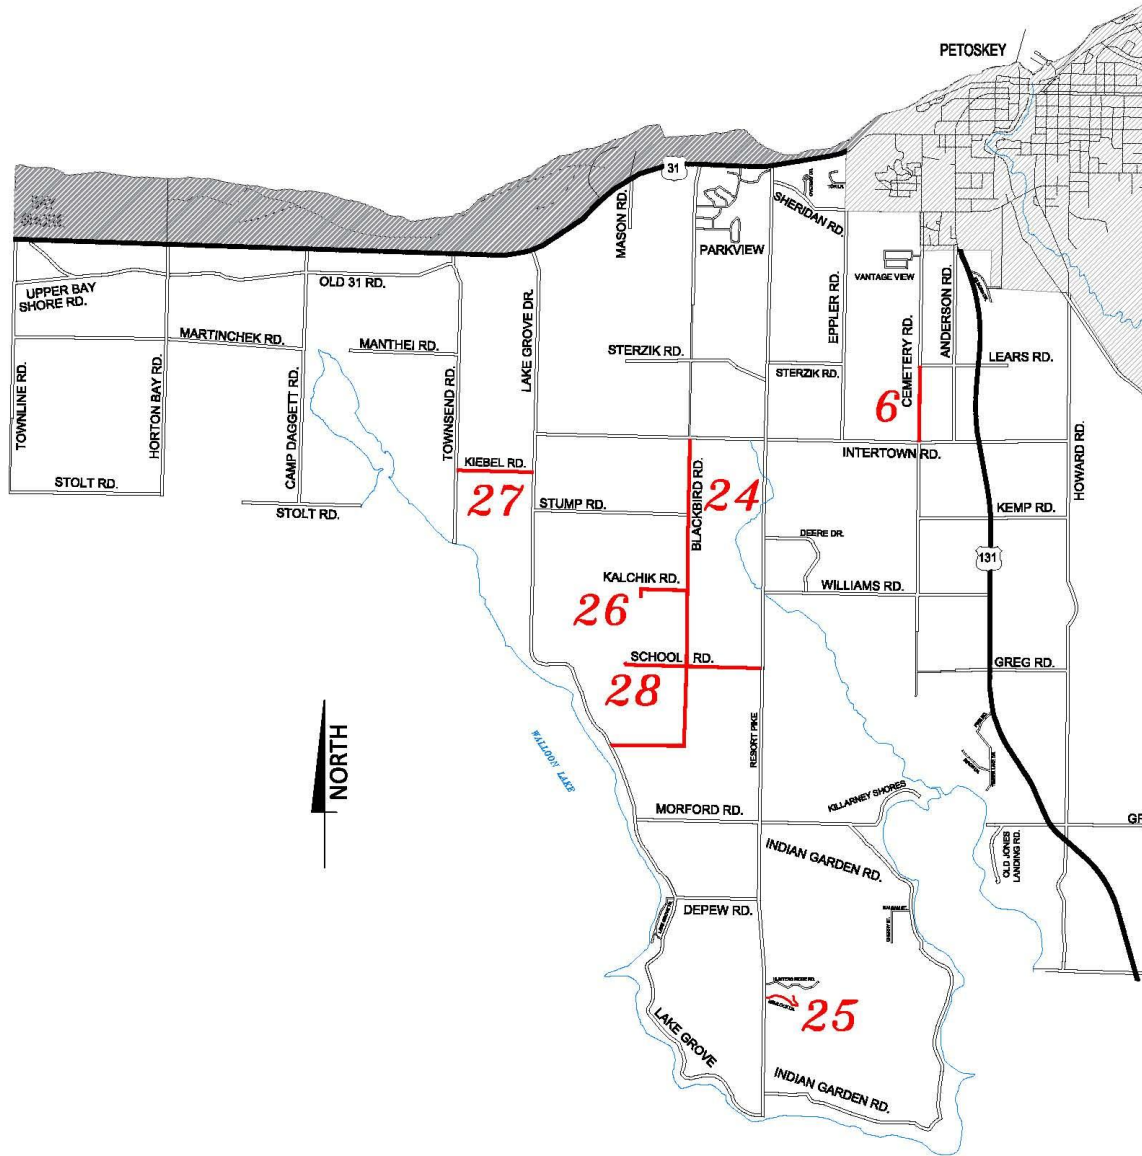 PETOSKEY
31
MASON RD.
SHERIDAN RD.
PARKVIEW
VANTAGE VIEW
OLD 31 RD.
UPPER BAY
SHORE RD.
LAKE GROVE DR.
EPPLER RD.
CEMETERY RD.
ANDERSON RD.
MARTINCHEK RD.
MANTHEI RD.
STERZIK RD.
STERZIK RD.
LEARS RD.
TOWNLINE RD.
HORTON BAY RD.
CAMP DAGGETT RD.
TOWNSEND RD.
6
HOWARD RD.
INTERTOWN RD.
KIEBEL RD.
27
BLACKBIRD RD.
24
STOLT RD.
STOLT RD.
STUMP RD.
KEMP RD.
DEERE DR.
131
KALCHIK RD.
26
WILLIAMS RD.
SCHOOL RD.
28
GREG RD.
NORTH
WALLOON LAKE
RESORT PIKE
KILLARNEY SHORES
MORFORD RD.
GR
OLD JONES
LANDING RD.
INDIAN GARDEN RD.
DEPEW RD.
HUNTERS RIDGE RD.
25
LAKE GROVE
INDIAN GARDEN RD.